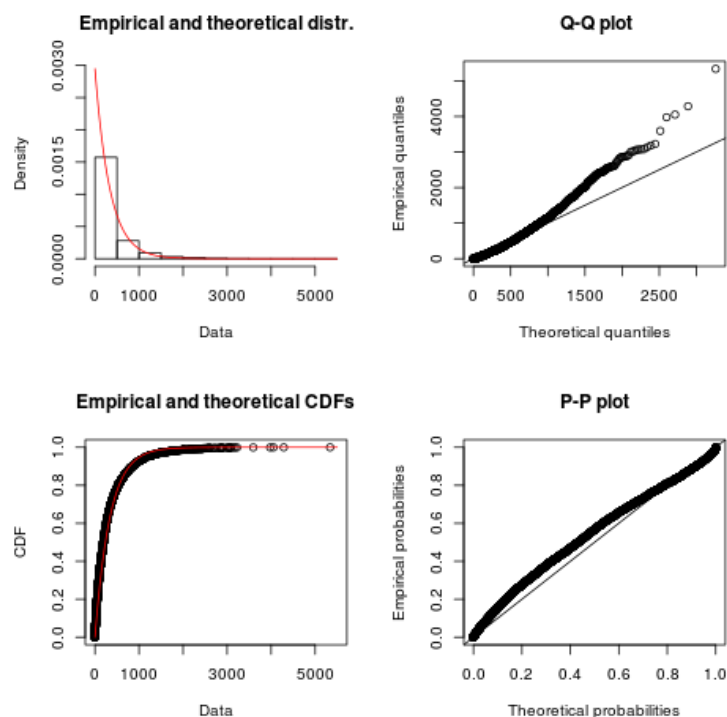 Empirical and theoretical distr.
Density
0.0000 0.0015 0.0030
0 1000 3000 5000
Data
Q-Q plot
Empirical quantiles
0 2000 4000
0 500 1500 2500
Theoretical quantiles
Empirical and theoretical CDFs
CDF
0.0 0.2 0.4 0.6 0.8 1.0
0 1000 3000 5000
Data
P-P plot
Empirical probabilities
0.0 0.2 0.4 0.6 0.8 1.0
0.0 0.2 0.4 0.6 0.8 1.0
Theoretical probabilities